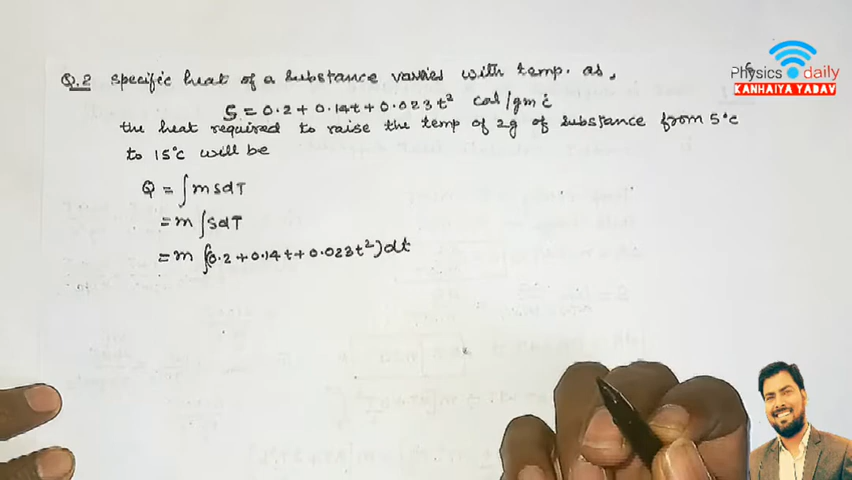 Physics daily
KANHAIYA YADAV
Q.2 specific heat of a substance varries with temp. as,
S = 0.2 + 0.14t + 0.023t² cal/gm°c
the heat required to raise the temp of 2g of substance from 5°c
to 15°c will be
Q = ∫msdT
= m ∫sdT
= m ∫(0.2 + 0.14t + 0.023t²)dt